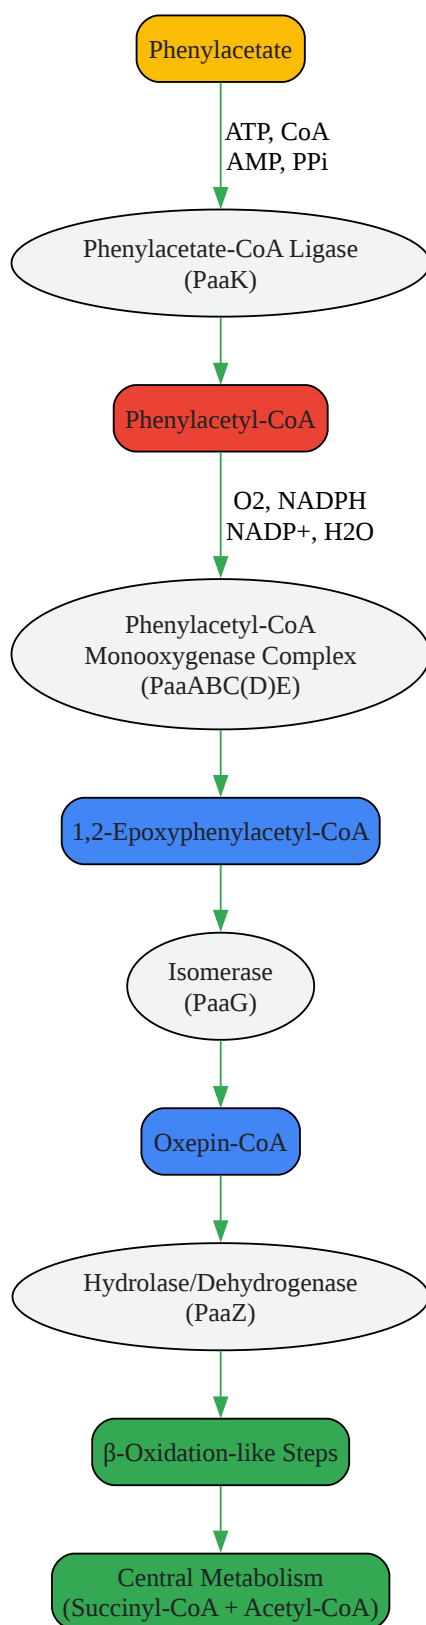 Phenylacetate
ATP, CoA
AMP, PPi
Phenylacetate-CoA Ligase
(PaaK)
Phenylacetyl-CoA
O2, NADPH
NADP+, H2O
Phenylacetyl-CoA
Monooxygenase Complex
(PaaABC(D)E)
1,2-Epoxyphenylacetyl-CoA
Isomerase
(PaaG)
Oxepin-CoA
Hydrolase/Dehydrogenase
(PaaZ)
β-Oxidation-like Steps
Central Metabolism
(Succinyl-CoA + Acetyl-CoA)